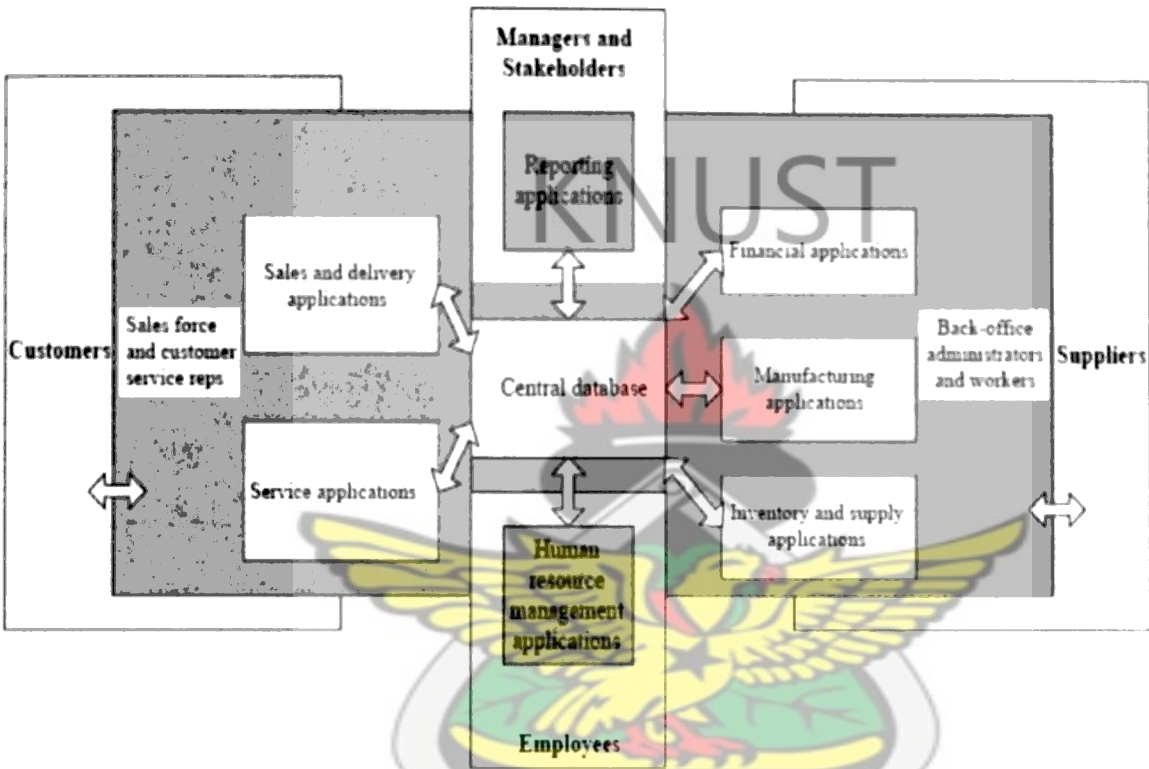 Managers and
Stakeholders
KNUST
Reporting
applications
Financial applications
Sales and delivery
applications
Customers
Sales force
and customer
service reps
Central database
Manufacturing
applications
Back-office
administrators
and workers
Suppliers
Service applications
Inventory and supply
applications
Human
resource
management
applications
Employees